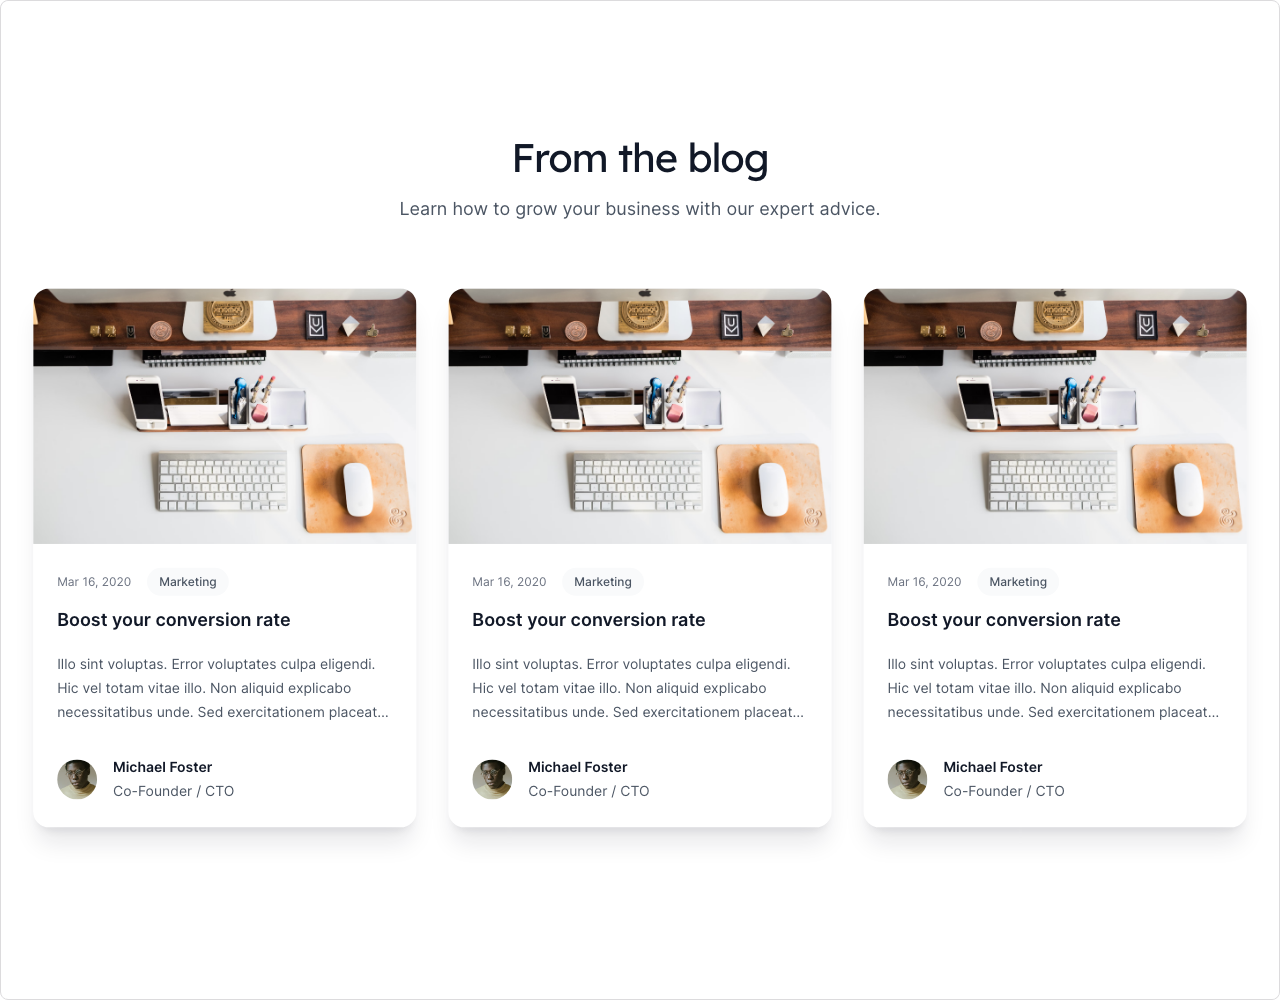 From the blog
Learn how to grow your business with our expert advice.
Mar 16, 2020 Marketing
Boost your conversion rate
Illo sint voluptas. Error voluptates culpa eligendi.
Hic vel totam vitae illo. Non aliquid explicabo
necessitatibus unde. Sed exercitationem placeat...
Michael Foster
Co-Founder / CTO
Mar 16, 2020 Marketing
Boost your conversion rate
Illo sint voluptas. Error voluptates culpa eligendi.
Hic vel totam vitae illo. Non aliquid explicabo
necessitatibus unde. Sed exercitationem placeat...
Michael Foster
Co-Founder / CTO
Mar 16, 2020 Marketing
Boost your conversion rate
Illo sint voluptas. Error voluptates culpa eligendi.
Hic vel totam vitae illo. Non aliquid explicabo
necessitatibus unde. Sed exercitationem placeat...
Michael Foster
Co-Founder / CTO